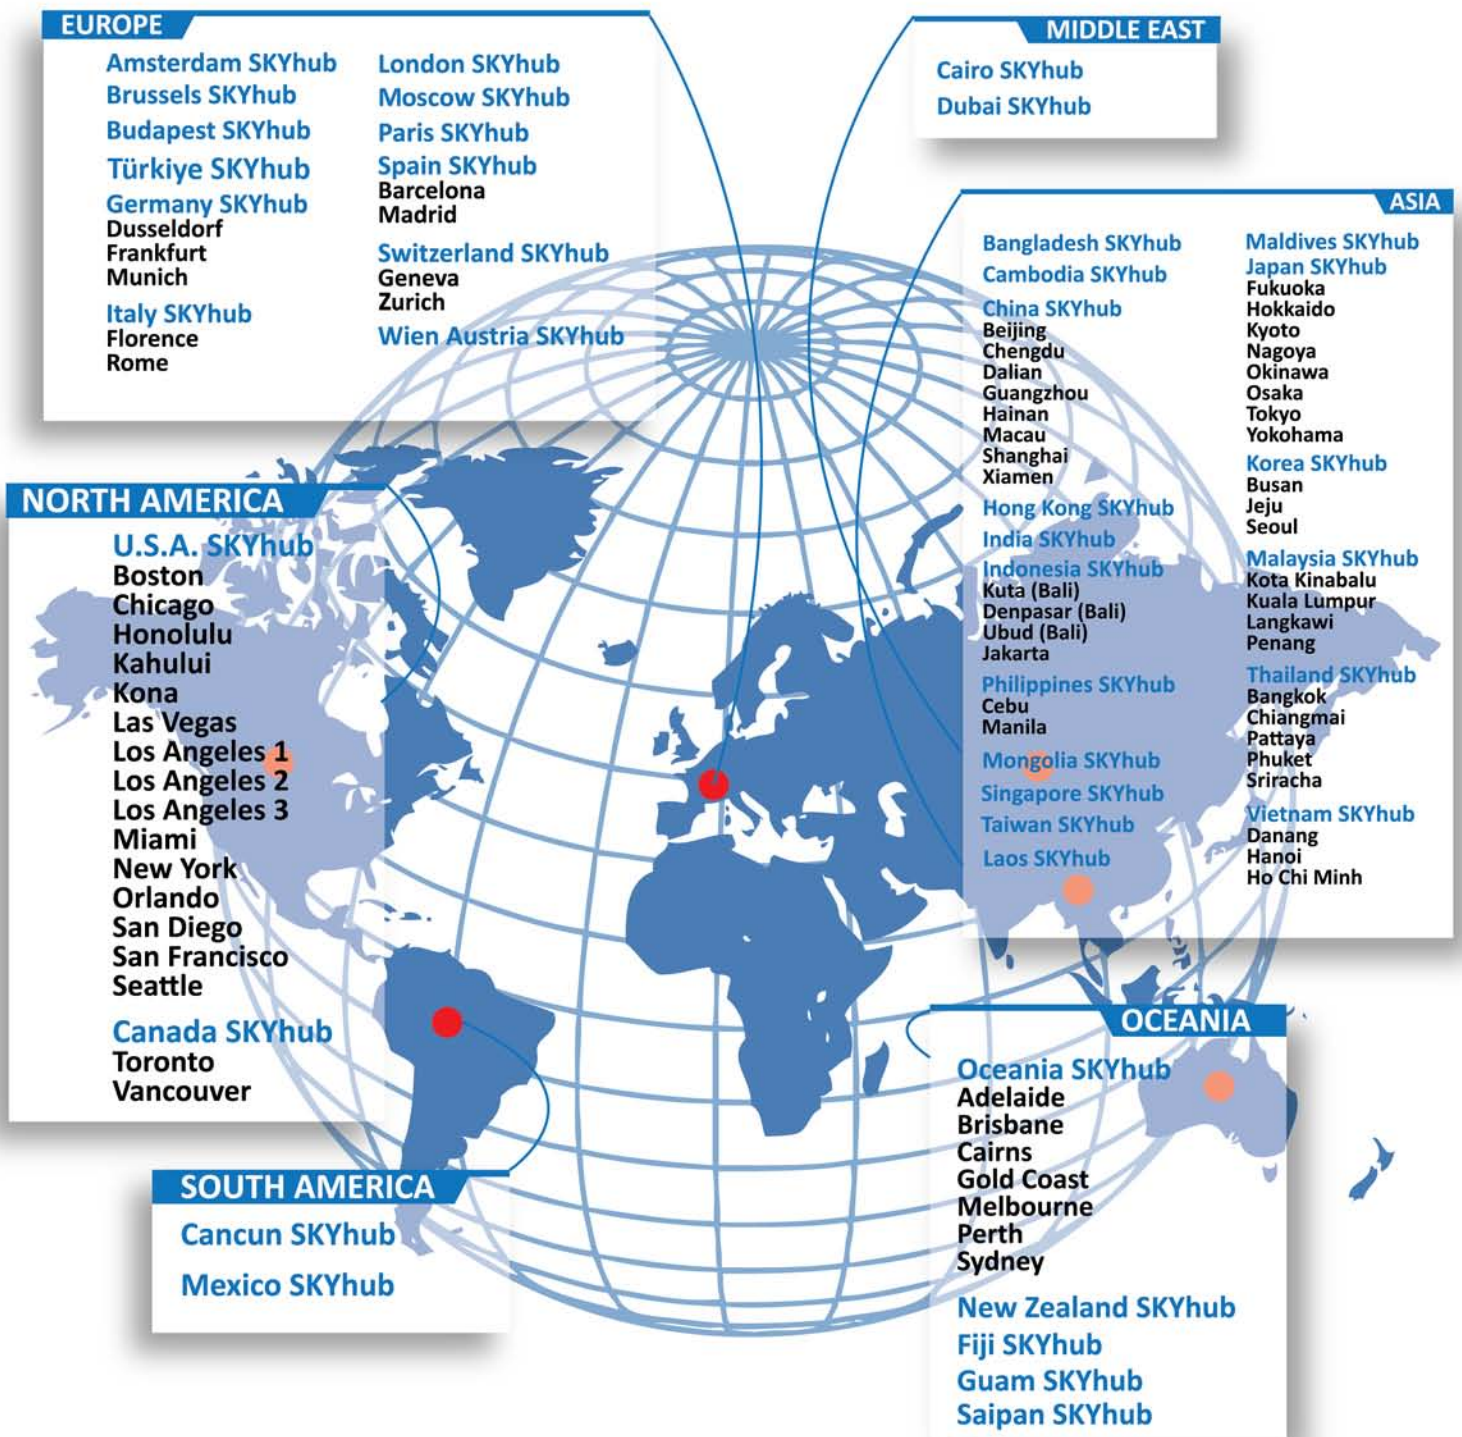 EUROPE
Amsterdam SKYhub
Brussels SKYhub
Budapest SKYhub
Türkiye SKYhub
Germany SKYhub
Dusseldorf
Frankfurt
Munich
Italy SKYhub
Florence
Rome
London SKYhub
Moscow SKYhub
Paris SKYhub
Spain SKYhub
Barcelona
Madrid
Switzerland SKYhub
Geneva
Zurich
Wien Austria SKYhub
MIDDLE EAST
Cairo SKYhub
Dubai SKYhub
ASIA
Bangladesh SKYhub
Cambodia SKYhub
China SKYhub
Beijing
Chengdu
Dalian
Guangzhou
Hainan
Macau
Shanghai
Xiamen
Hong Kong SKYhub
India SKYhub
Indonesia SKYhub
Kuta (Bali)
Denpasar (Bali)
Ubud (Bali)
Jakarta
Philippines SKYhub
Cebu
Manila
Mongolia SKYhub
Singapore SKYhub
Taiwan SKYhub
Laos SKYhub
Maldives SKYhub
Japan SKYhub
Fukuoka
Hokkaido
Kyoto
Nagoya
Okinawa
Osaka
Tokyo
Yokohama
Korea SKYhub
Busan
Jeju
Seoul
Malaysia SKYhub
Kota Kinabalu
Kuala Lumpur
Langkawi
Penang
Thailand SKYhub
Bangkok
Chiangmai
Pattaya
Phuket
Sriracha
Vietnam SKYhub
Danang
Hanoi
Ho Chi Minh
NORTH AMERICA
U.S.A. SKYhub
Boston
Chicago
Honolulu
Kahului
Kona
Las Vegas
Los Angeles 1
Los Angeles 2
Los Angeles 3
Miami
New York
Orlando
San Diego
San Francisco
Seattle
Canada SKYhub
Toronto
Vancouver
SOUTH AMERICA
Cancun SKYhub
Mexico SKYhub
OCEANIA
Oceania SKYhub
Adelaide
Brisbane
Cairns
Gold Coast
Melbourne
Perth
Sydney
New Zealand SKYhub
Fiji SKYhub
Guam SKYhub
Saipan SKYhub